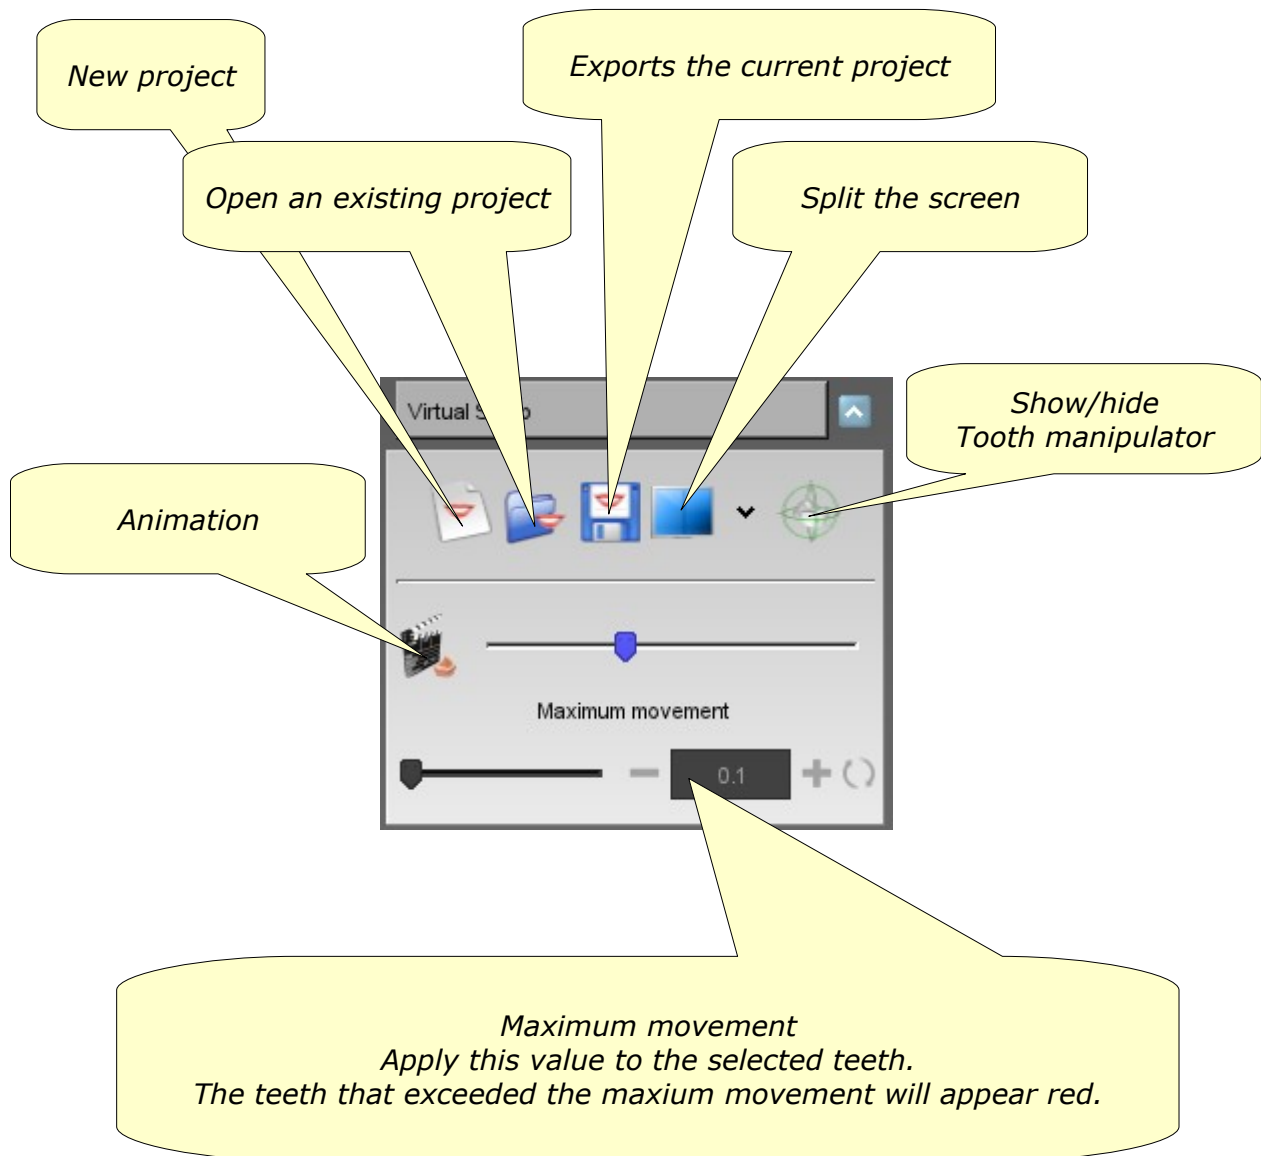 New project
Exports the current project
Open an existing project
Split the screen
Virtual
Show/hide
Tooth manipulator
Animation
Maximum movement
0.1
Maximum movement
Apply this value to the selected teeth.
The teeth that exceeded the maxium movement will appear red.